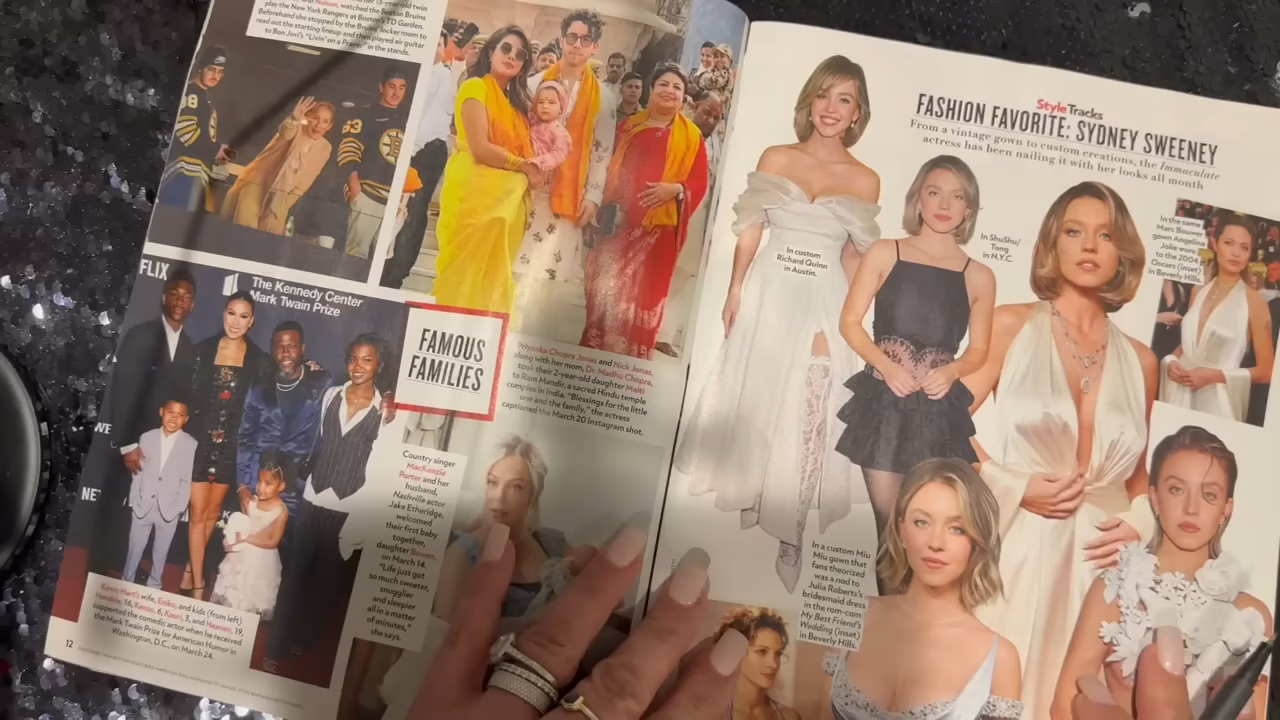 and Nelson, watched the Boston Bruins
play the New York Rangers at Boston's TD Garden.
Beforehand she stopped by the Bruins' locker room to
read out the starting lineup and then played air guitar
to Bon Jovi's "Livin' on a Prayer" in the stands.
63
B
FLIX
The Kennedy Center
Mark Twain Prize
NE
FAMOUS
FAMILIES
Priyanka Chopra Jonas and Nick Jonas,
along with her mom, Dr. Madhu Chopra,
took their 2-year-old daughter Malti
to Ram Mandir, a sacred Hindu temple
complex in India. "Blessings for the little
one and the family," the actress
captioned the March 20 Instagram shot.
Country singer
MacKenzie
Porter and her
husband,
Nashville actor
Jake Etheridge,
welcomed
their first baby
together,
daughter Bowen,
on March 14.
"Life just got
so much sweeter,
snugglier
and sleepier
all in a matter
of minutes,"
she says.
Kevin Hart's wife, Eniko, and kids (from left)
Hendrix, 16, Kenzo, 6, Kaori, 3, and Heaven, 19,
supported the comedic actor when he received
the Mark Twain Prize for American Humor in
Washington, D.C., on March 24.
12
StyleTracks
FASHION FAVORITE: SYDNEY SWEENEY
From a vintage gown to custom creations, the Immaculate
actress has been nailing it with her looks all month
In custom
Richard Quinn
in Austin.
In ShuShu/
Tong
in N.Y.C.
In the same
Marc Bouwer
gown Angelina
Jolie wore
to the 2004
Oscars (inset)
in Beverly Hills.
In a custom Miu
Miu gown that
fans theorized
was a nod to
Julia Roberts's
bridesmaid dress
in the rom-com
My Best Friend's
Wedding (inset)
in Beverly Hills.